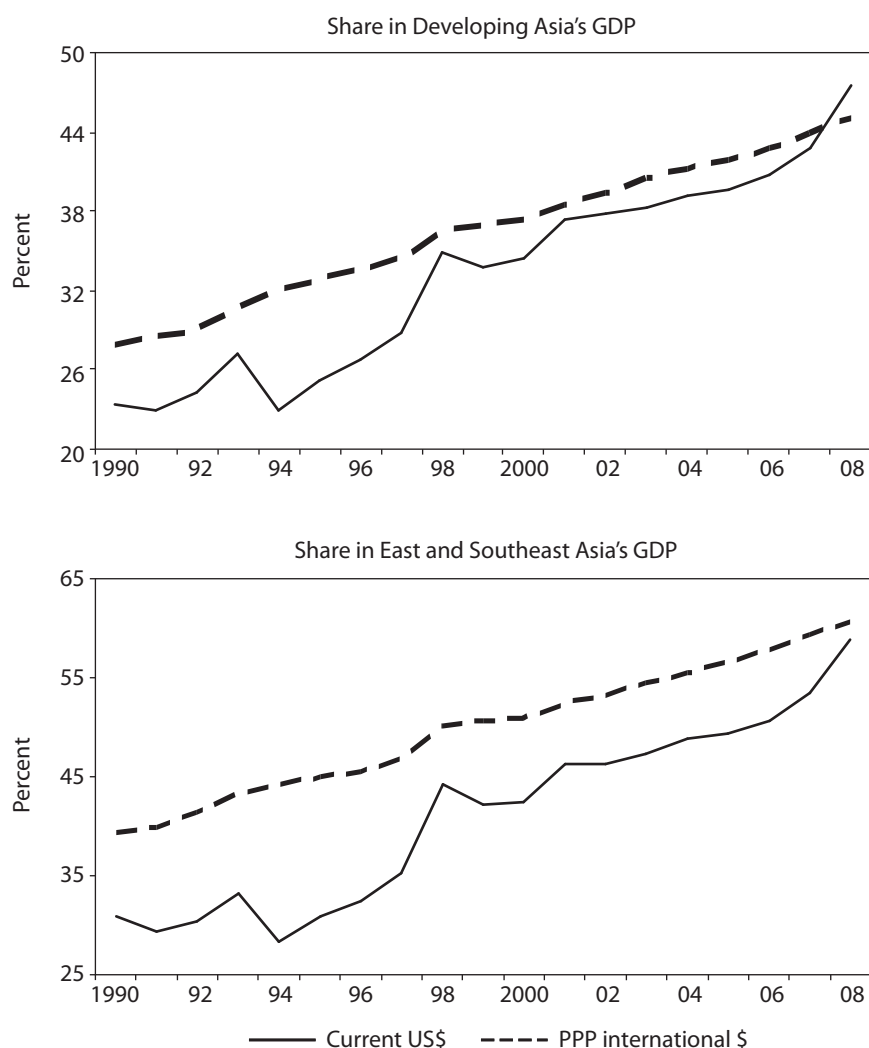 Share in Developing Asia's GDP
50
44
38
32
26
20
Percent
1990 92 94 96 98 2000 02 04 06 08
Share in East and Southeast Asia's GDP
65
55
45
35
25
Percent
1990 92 94 96 98 2000 02 04 06 08
Current US$ PPP international $